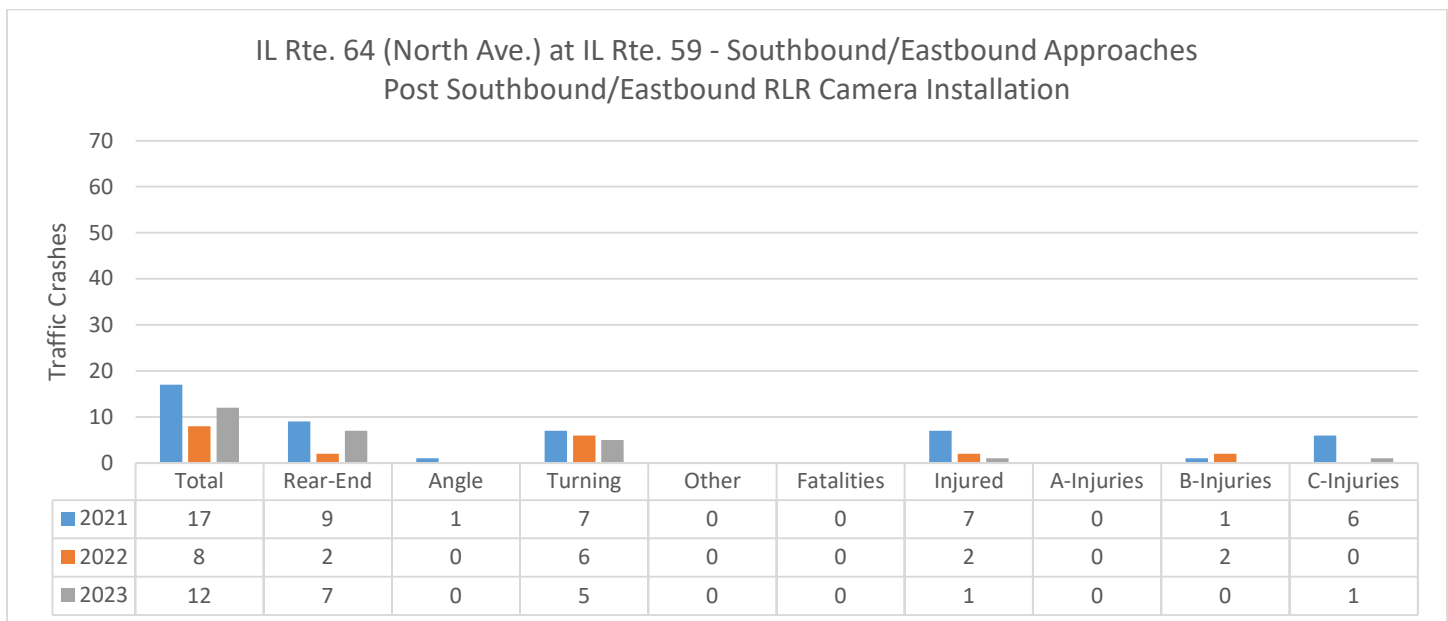 IL Rte. 64 (North Ave.) at IL Rte. 59 - Southbound/Eastbound Approaches
Post Southbound/Eastbound RLR Camera Installation
70
60
50
40
30
20
10
0
Traffic Crashes
Total Rear-End Angle Turning Other Fatalities Injured A-Injuries B-Injuries C-Injuries
2021 17 9 1 7 0 0 7 0 1 6
2022 8 2 0 6 0 0 2 0 2 0
2023 12 7 0 5 0 0 1 0 0 1